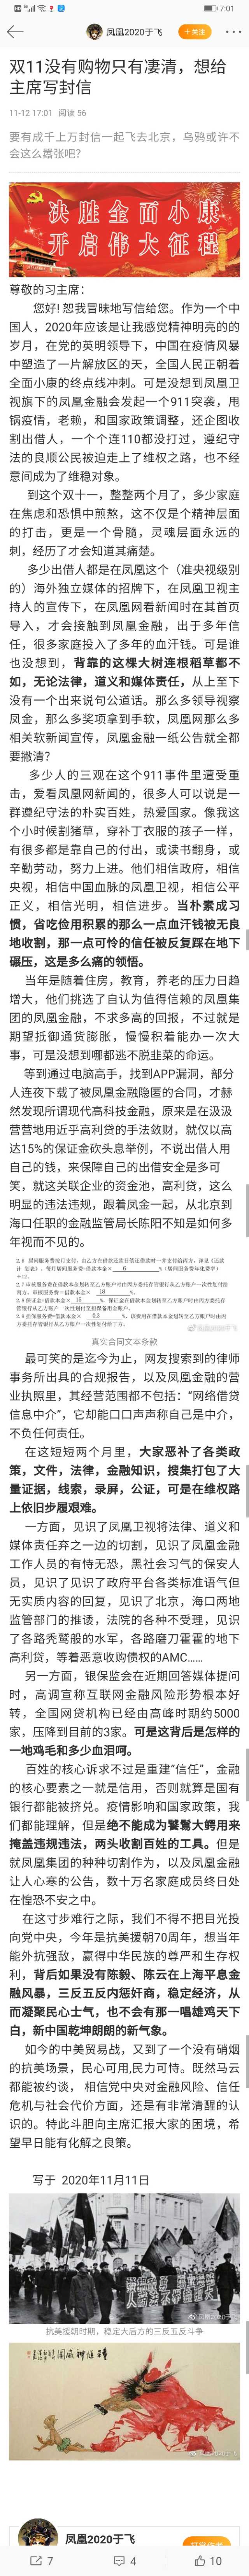 7:01
凤凰2020于飞
+关注
双11没有购物只有凄清，想给
主席写封信
11-12 17:01 阅读 56
要有成千上万封信一起飞去北京，乌鸦或许不
会这么嚣张吧？
决胜全面小康
开启伟大征程
尊敬的习主席：
您好！恕我冒昧地写信给您。作为一个中
国人，2020年应该是让我感觉精神明亮的的
岁月，在党的英明领导下，中国在疫情风暴
中塑造了一片解放区的天，全国人民正朝着
全面小康的终点线冲刺。可是没想到凤凰卫
视旗下的凤凰金融会发起一个911突袭，甩
锅疫情，老赖，和国家政策调整，还企图收
割出借人，一个个连110都没打过，遵纪守
法的良顺公民被迫走上了维权之路，也不经
意间成为了维稳对象。
到这个双十一，整整两个月了，多少家庭
在焦虑和恐惧中煎熬，这不仅是个精神层面
的打击，更是一个骨髓，灵魂层面永远的
刺，经历了才会知道其痛楚。
多少出借人都是在凤凰这个（准央视级别
的）海外独立媒体的招牌下，在凤凰卫视主
持人的宣传下，在凤凰网看新闻时在其首页
导入，才会接触到凤凰金融，出于多年信
任，很多家庭投入了多年的血汗钱。可是谁
也没想到，背靠的这棵大树连根稻草都不
如，无论法律，道义和媒体责任，从上至下
没有一个出来说句公道话。那么多领导视察
凤金，那么多奖项拿到手软，凤凰网那么多
相关软新闻宣传，凤凰金融一纸公告就全都
要撇清？
多少人的三观在这个911事件里遭受重
击，爱看凤凰网新闻的，很多人可以说是一
群遵纪守法的朴实百姓，热爱国家。像我这
个小时候割猪草，穿补丁衣服的孩子一样，
有很多都是靠自己的付出，或读书翻身，或
辛勤劳动，努力上进。他们相信政府，相信
央视，相信中国血脉的凤凰卫视，相信公平
正义，相信光明，相信进步。当朴素成习
惯，省吃俭用积累的那么一点血汗钱被无良
地收割，那一点可怜的信任被反复踩在地下
碾压，这是多么痛的领悟。
当年是随着住房，教育，养老的压力日趋
增大，他们挑选了自认为值得信赖的凤凰集
团的凤凰金融，不求多高的回报，不过就是
期望抵御通货膨胀，慢慢积着能办一次大
事，可是没想到哪都逃不脱韭菜的命运。
等到通过电脑高手，找到APP漏洞，部分
人连夜下载了被凤凰金融隐匿的合同，才赫
然发现所谓现代高科技金融，原来是在汲汲
营营地用近乎高利贷的手法敛财，就仅以高
达15%的保证金砍头息举例，不说出借人用
自己的钱，来保障自己的出借安全是多可
笑，就这关联企业的资金池，高利贷，这么
明显的违法违规，跟着凤金一起，从北京到
海口任职的金融监管局长陈阳不知是如何多
年视而不见的。
真实合同文本条款
最可笑的是迄今为止，网友搜索到的律师
事务所出具的合规报告，以及凤凰金融的营
业执照里，其经营范围都不包括：“网络借贷
信息中介”，它却能口口声声称自己是中介，
不负任何责任。
在这短短两个月里，大家恶补了各类政
策，文件，法律，金融知识，搜集打包了大
量证据，线索，录屏，公证，可是在维权路
上依旧步履艰难。
一方面，见识了凤凰卫视将法律、道义和
媒体责任弃之一边的切割，见识了凤凰金融
工作人员的有恃无恐，黑社会习气的保安人
员，见识了见识了政府平台各类标准语气但
无实质内容的回复，见识了北京，海口两地
监管部门的推诿，法院的各种不受理，见识
了各路秃鹫般的水军，各路磨刀霍霍的地下
高利贷，等着恶意收购债权的AMC......
另一方面，银保监会在近期回答媒体提问
时，高调宣称互联网金融风险形势根本好
转，全国网贷机构已经由高峰时期约5000
家，压降到目前的3家。可是这背后是怎样的
一地鸡毛和多少血泪呵。
百姓的核心诉求不过是重建“信任”，金融
的核心要素之一就是信用，否则就算是国有
银行都能被挤兑。疫情影响和国家政策，我
们都能理解，但是绝不能成为饕餮大鳄用来
掩盖违规违法，两头收割百姓的工具。但是
就凤凰集团的种种切割作为，以及凤凰金融
让人心寒的公告，数十万名家庭成员终日处
在惶恐不安之中。
在这寸步难行之际，我们不得不把目光投
向党中央，今年是抗美援朝70周年，想当年
能外抗强敌，赢得中华民族的尊严和生存权
利，背后如果没有陈毅、陈云在上海平息金
融风暴，三反五反内惩奸商，稳定经济，从
而凝聚民心士气，也不会有那一唱雄鸡天下
白，新中国乾坤朗朗的新气象。
如今的中美贸易战，又到了一个没有硝烟
的抗美场景，民心可用,民力可恃。既然马云
都能被约谈， 相信党中央对金融风险、信任
危机与社会代价方面，还是有非常清醒的认
识的。特此斗胆向主席汇报大家的困境，希
望早日能有化解之良策。
写于 2020年11月11日
抗美援朝时期，稳定大后方的三反五反斗争
凤凰2020于飞
7
4
10